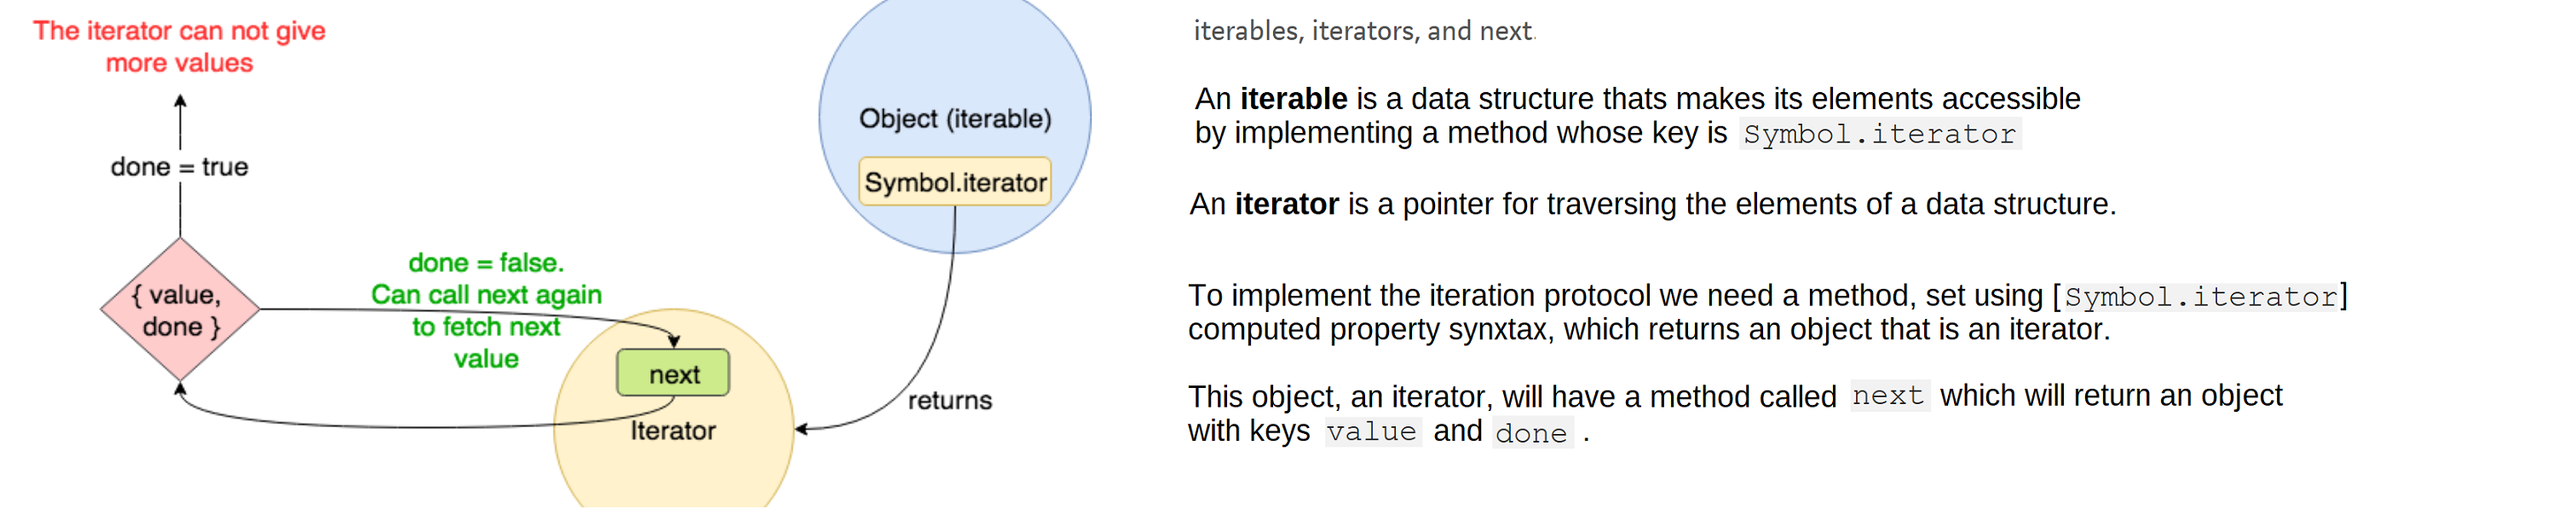 The iterator can not give
more values
done = true
{ value,
done }
done = false.
Can call next again
to fetch next
value
next
Iterator
Object (iterable)
Symbol.iterator
returns
iterables, iterators, and next.
An iterable is a data structure thats makes its elements accessible
by implementing a method whose key is Symbol.iterator
An iterator is a pointer for traversing the elements of a data structure.
To implement the iteration protocol we need a method, set using [Symbol.iterator]
computed property synxtax, which returns an object that is an iterator.
This object, an iterator, will have a method called next which will return an object
with keys value and done .